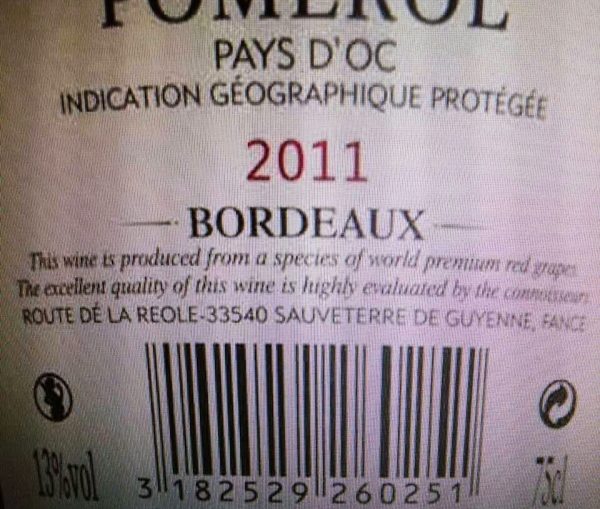 POMEROL
PAYS D'OC
INDICATION GÉOGRAPHIQUE PROTÉGÉE
2011
BORDEAUX
This wine is produced from a species of world premium red grapes
The excellent quality of this wine is highly evaluated by the connoisseurs
ROUTE DÉ LA REOLE-33540 SAUVETERRE DE GUYENNE, FANCE
13%vol
75cl
3 182529 260251